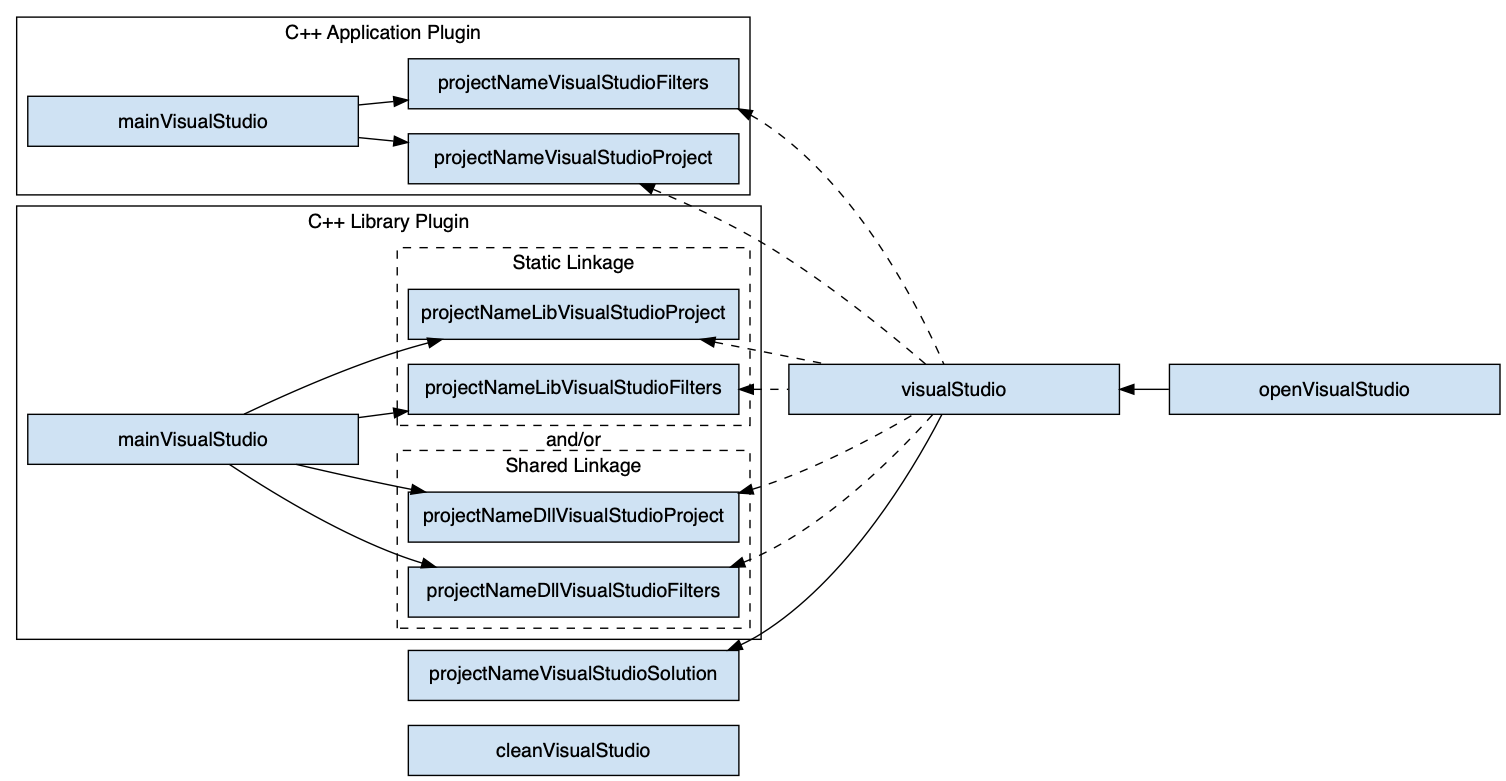 C++ Application Plugin
projectNameVisualStudioFilters
mainVisualStudio
projectNameVisualStudioProject
C++ Library Plugin
Static Linkage
projectNameLibVisualStudioProject
projectNameLibVisualStudioFilters
visualStudio
openVisualStudio
mainVisualStudio
and/or
Shared Linkage
projectNameDllVisualStudioProject
projectNameDllVisualStudioFilters
projectNameVisualStudioSolution
cleanVisualStudio